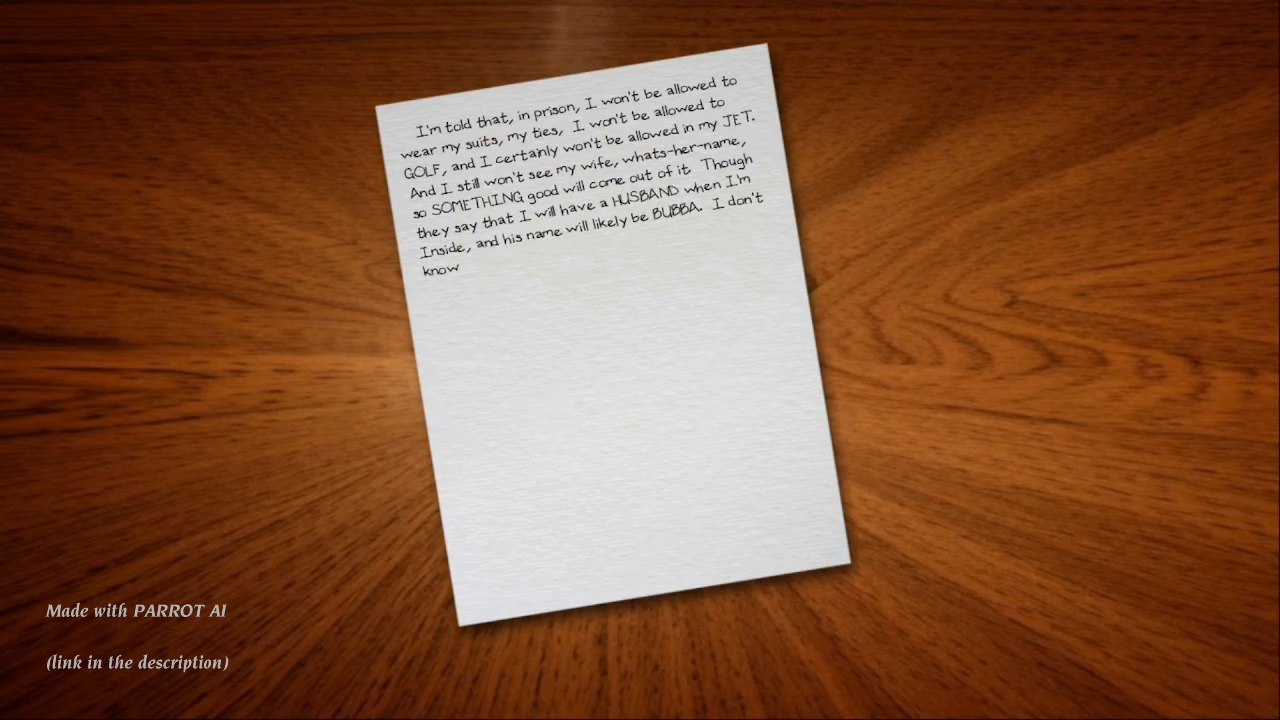 I'm told that, in prison, I won't be allowed to
wear my suits, my ties, I won't be allowed to
GOLF, and I certainly won't be allowed in my JET.
And I still won't see my wife, whats-her-name,
so SOMETHING good will come out of it Though
they say that I will have a HUSBAND when I'm
Inside, and his name will likely be BUBBA. I don't
know
Made with PARROT AI
(link in the description)